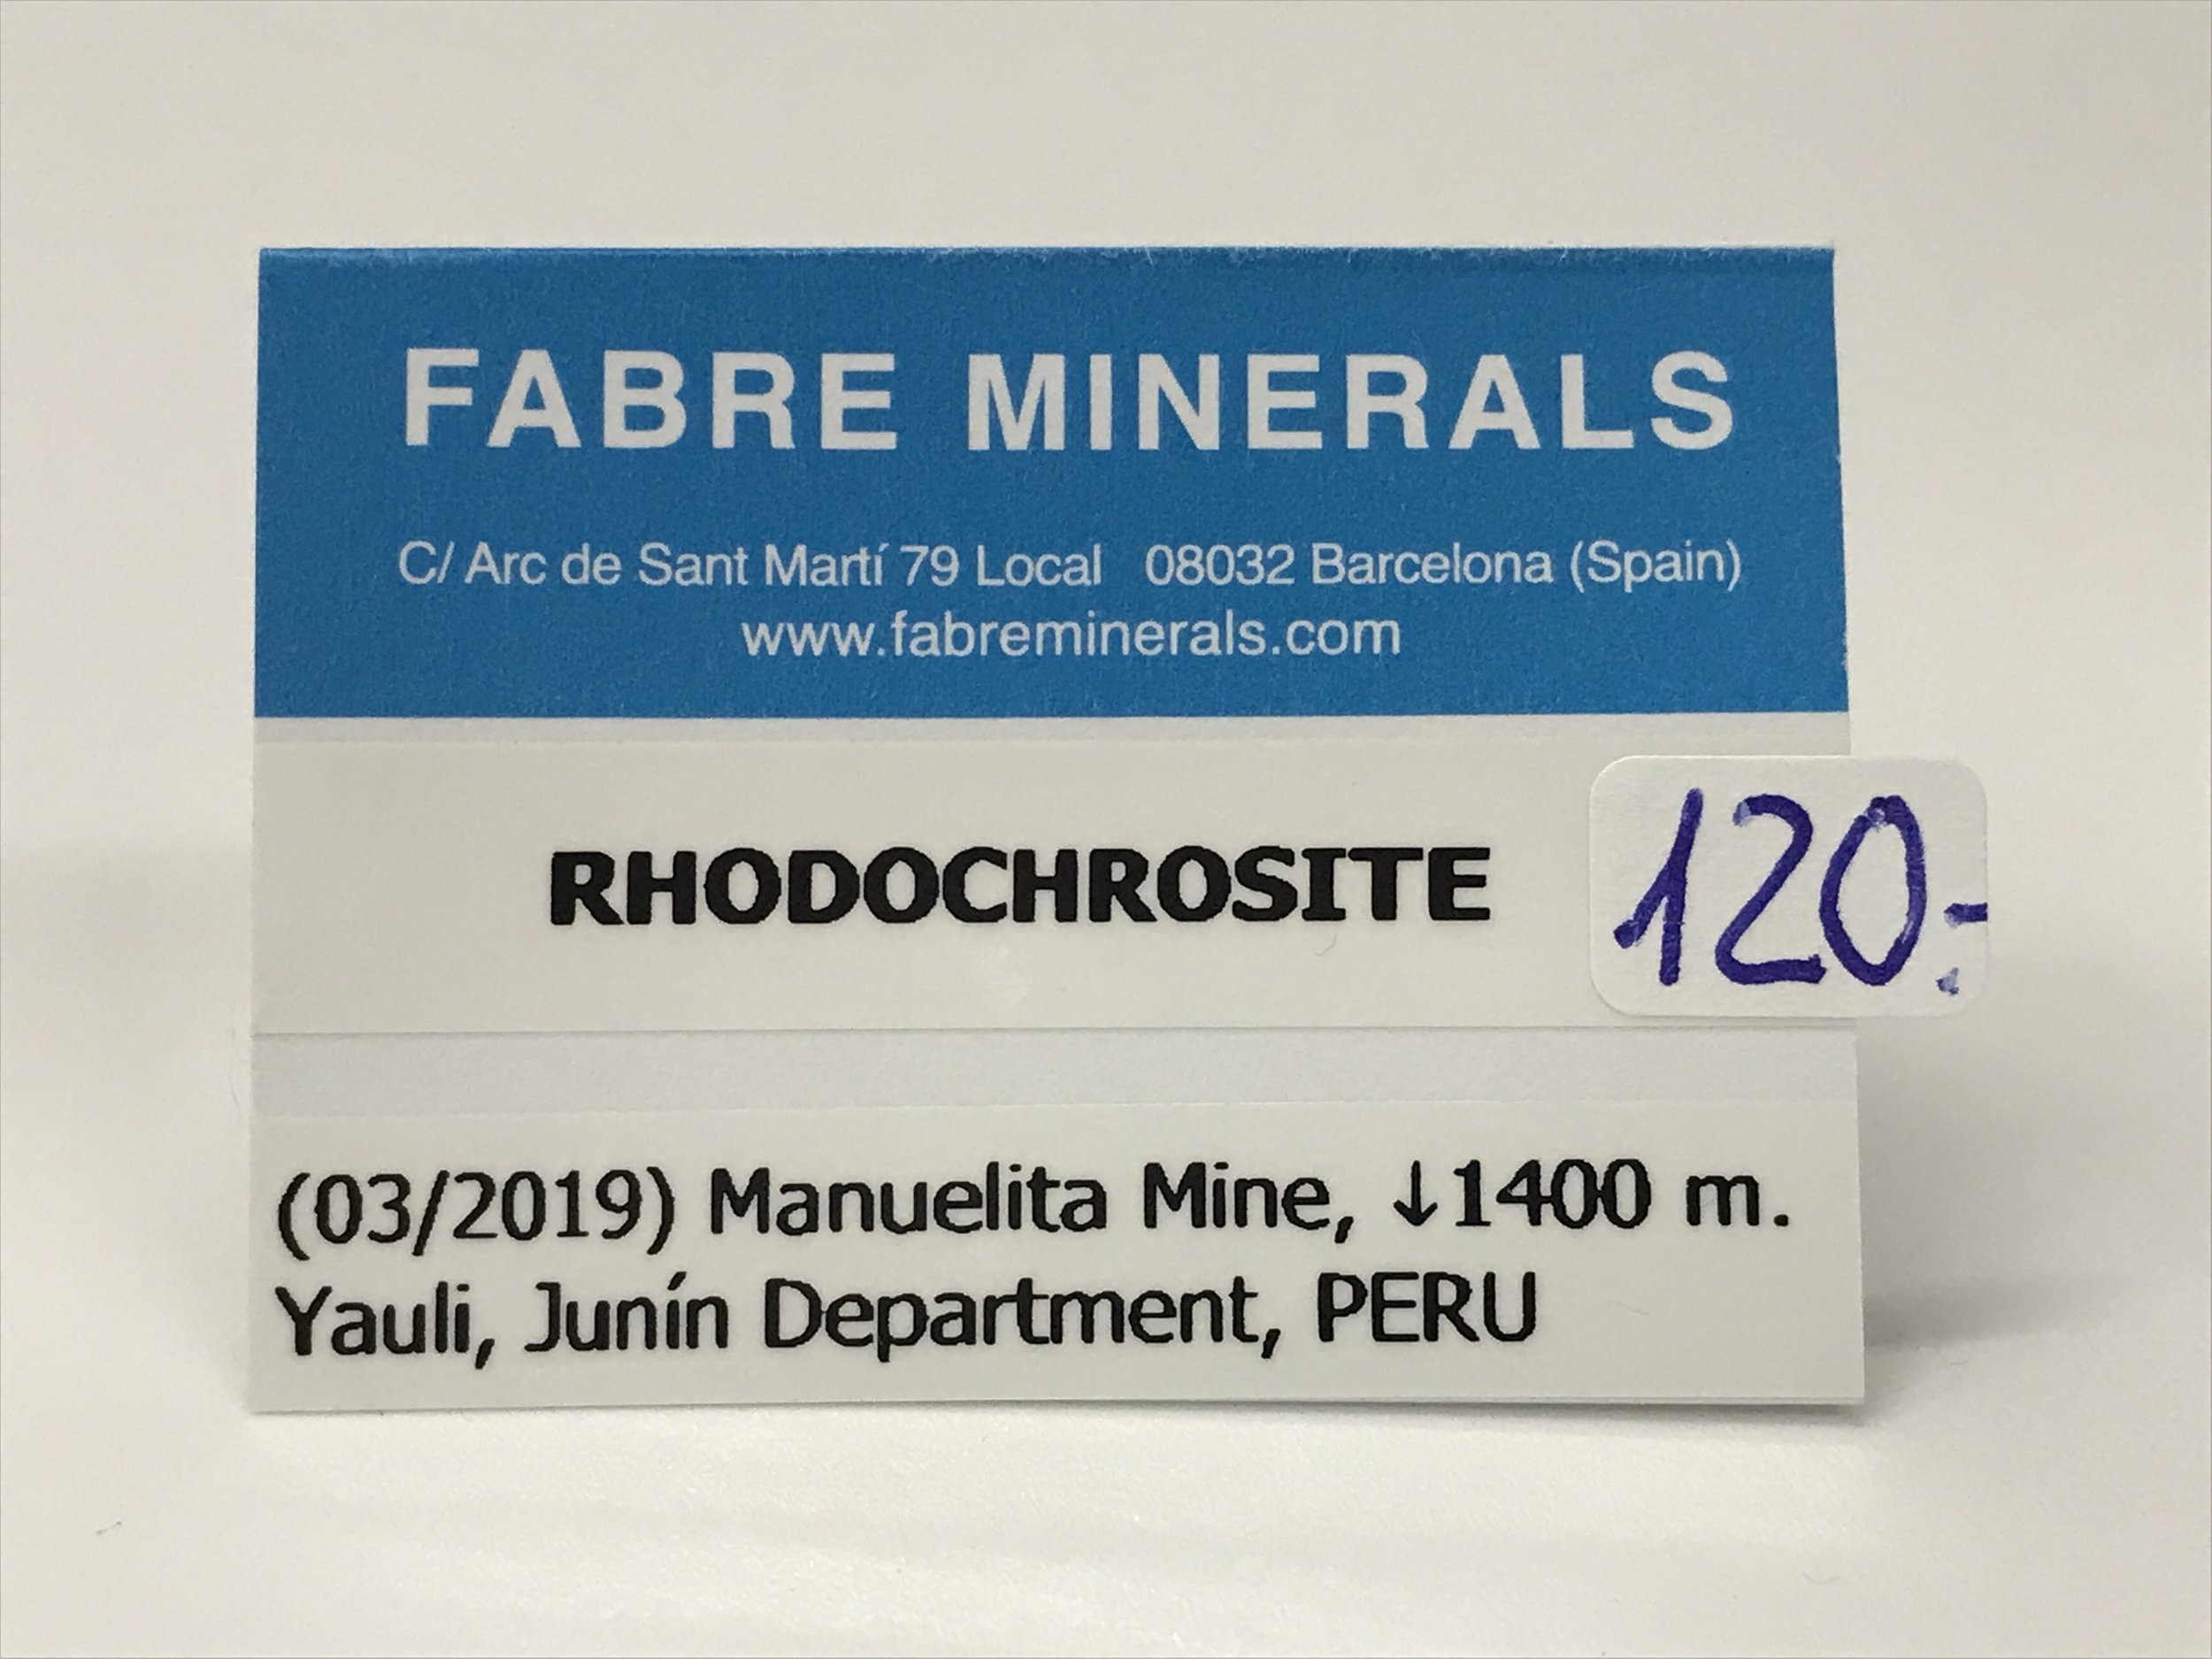 FABRE MINERALS
C/ Arc de Sant Martí 79 Local 08032 Barcelona (Spain)
www.fabreminerals.com
RHODOCHROSITE
120.-
(03/2019) Manuelita Mine, ↓1400 m.
Yauli, Junín Department, PERU